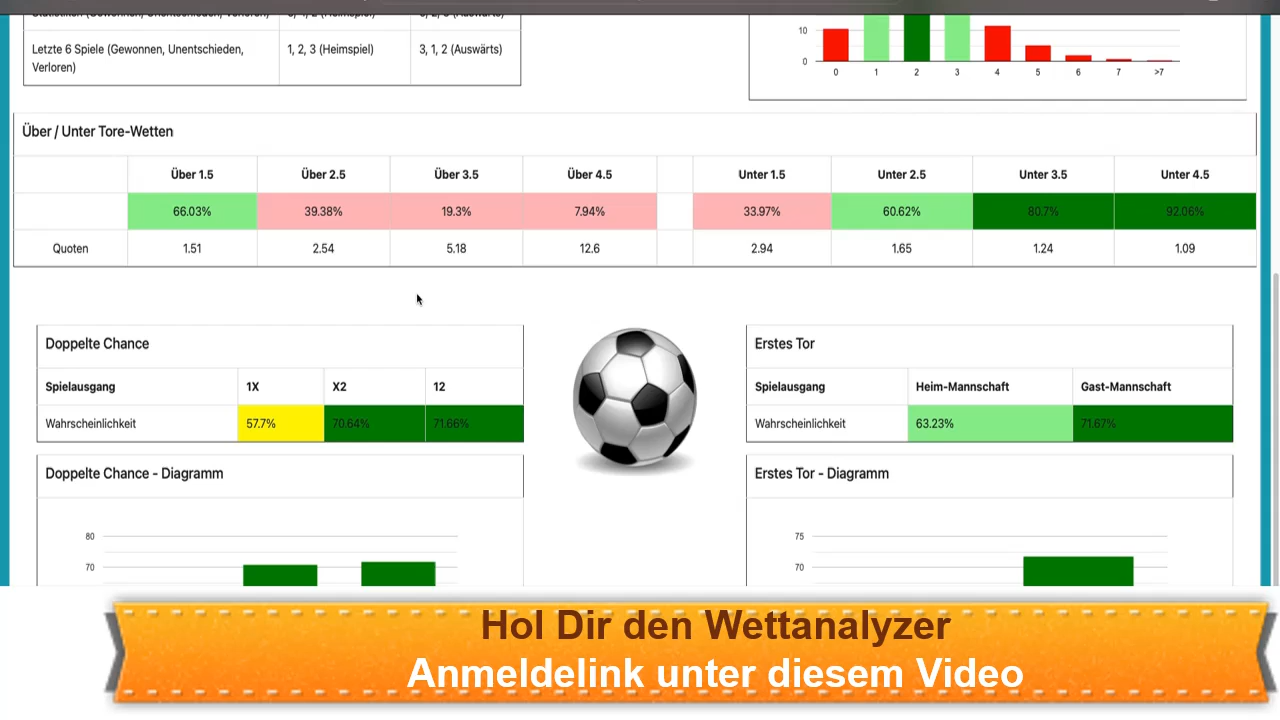 Statistiken (Gewonnen, Unentschieden, Verloren)
Letzte 6 Spiele (Gewonnen, Unentschieden,
Verloren)
1, 2, 3 (Heimspiel)
3, 1, 2 (Auswärts)
10
0
0 1 2 3 4 5 6 7 >7
Über / Unter Tore-Wetten
Über 1.5 Über 2.5 Über 3.5 Über 4.5 Unter 1.5 Unter 2.5 Unter 3.5 Unter 4.5
66.03% 39.38% 19.3% 7.94% 33.97% 60.62% 80.7% 92.06%
Quoten 1.51 2.54 5.18 12.6 2.94 1.65 1.24 1.09
Doppelte Chance
Spielausgang 1X X2 12
Wahrscheinlichkeit 57.7% 70.64% 71.66%
Doppelte Chance - Diagramm
80
70
Erstes Tor
Spielausgang Heim-Mannschaft Gast-Mannschaft
Wahrscheinlichkeit 63.23% 71.67%
Erstes Tor - Diagramm
75
70
Hol Dir den Wettanalyzer
Anmeldelink unter diesem Video